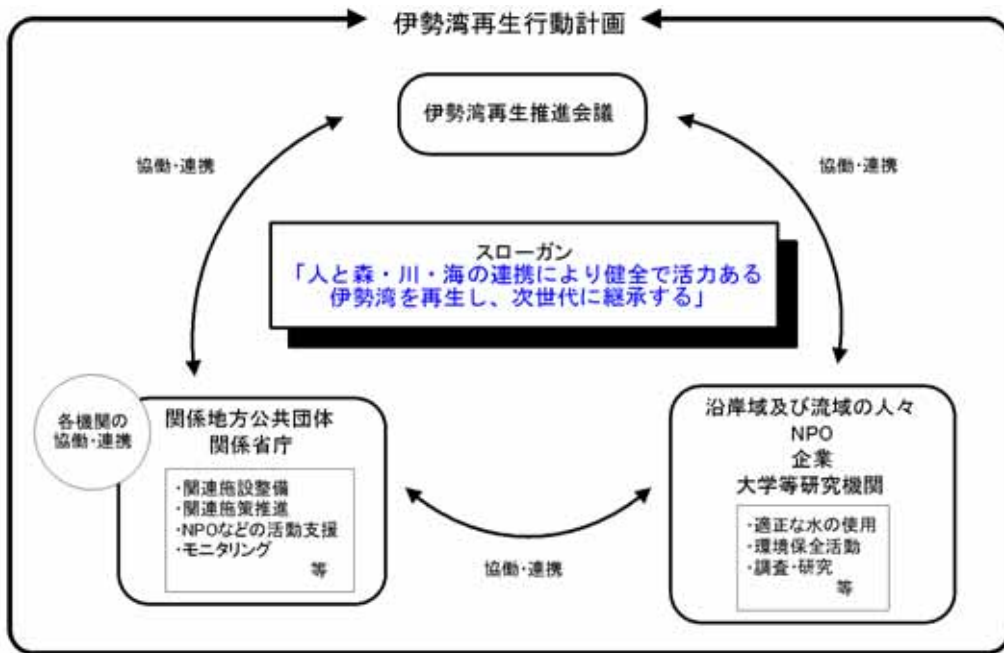 伊勢湾再生行動計画
伊勢湾再生推進会議
協働・連携
協働・連携
スローガン
「人と森・川・海の連携により健全で活力ある
伊勢湾を再生し、次世代に継承する」
各機関の
協働・連携
関係地方公共団体
関係省庁
・関連施設整備
・関連施策推進
・NPOなどの活動支援
・モニタリング
等
沿岸域及び流域の人々
NPO
企業
大学等研究機関
・適正な水の使用
・環境保全活動
・調査・研究
等
協働・連携